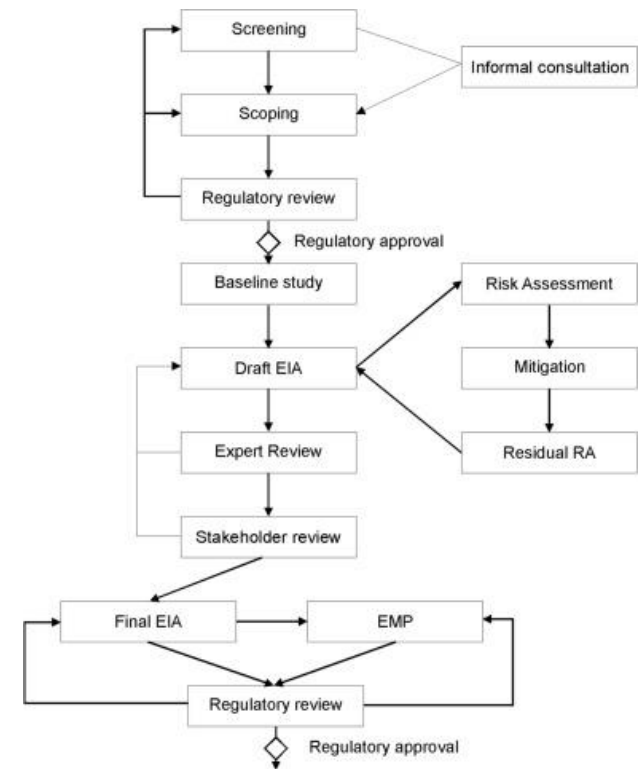 Screening
Informal consultation
Scoping
Regulatory review
Regulatory approval
Baseline study
Risk Assessment
Draft EIA
Mitigation
Expert Review
Residual RA
Stakeholder review
Final EIA
EMP
Regulatory review
Regulatory approval